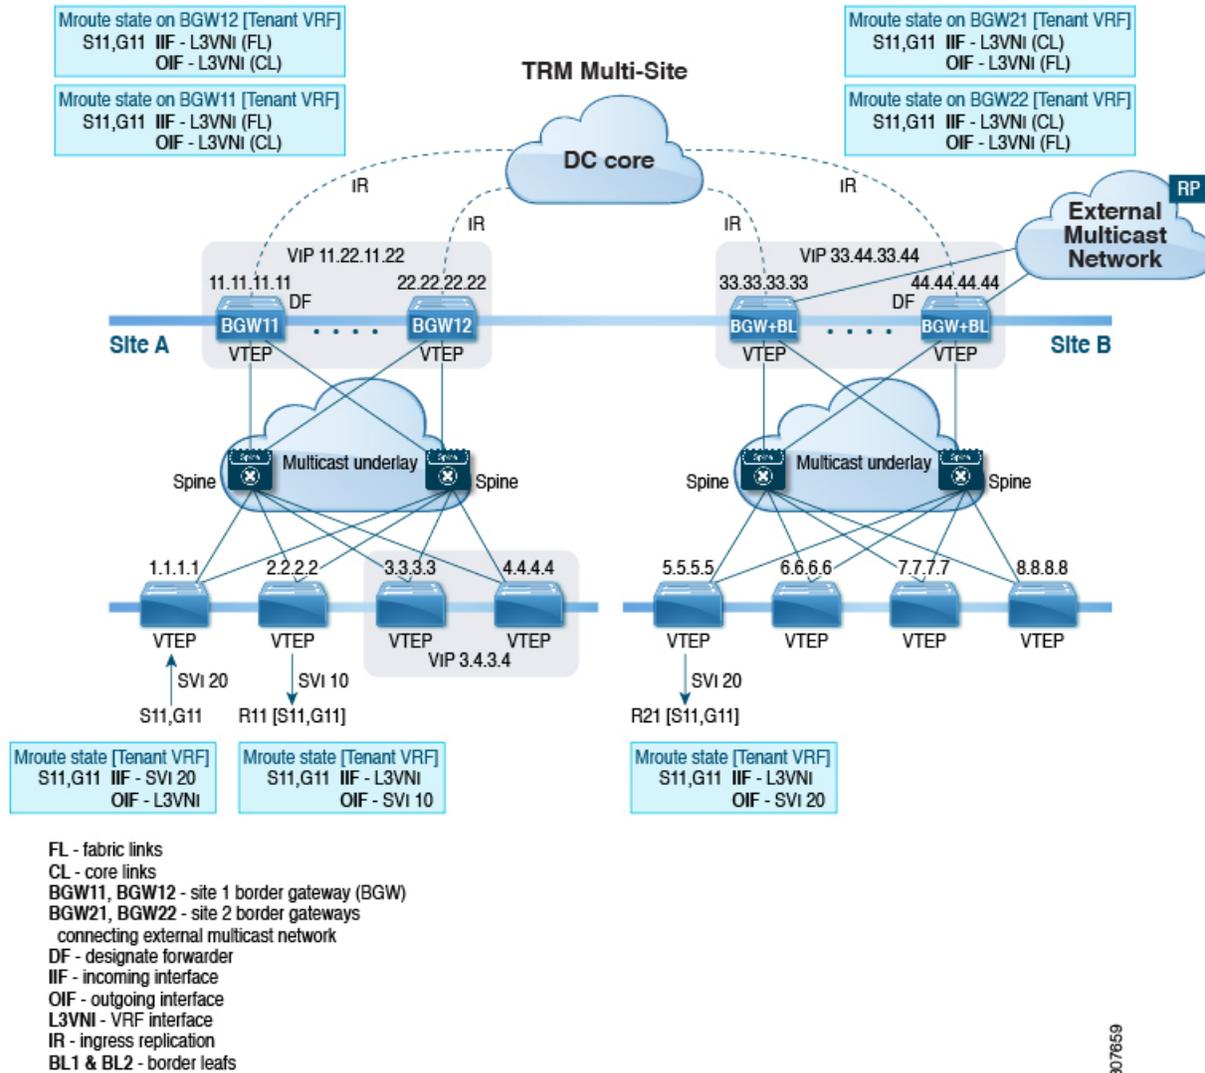 Mroute state on BGW12 [Tenant VRF]
S11,G11 IIF - L3VNI (FL)
OIF - L3VNI (CL)
Mroute state on BGW21 [Tenant VRF]
S11,G11 IIF - L3VNI (CL)
OIF - L3VNI (FL)
TRM Multi-Site
Mroute state on BGW11 [Tenant VRF]
S11,G11 IIF - L3VNI (FL)
OIF - L3VNI (CL)
Mroute state on BGW22 [Tenant VRF]
S11,G11 IIF - L3VNI (CL)
OIF - L3VNI (FL)
DC core
IR
IR
IR
IR
RP
External
Multicast
Network
VIP 11.22.11.22
VIP 33.44.33.44
11.11.11.11
22.22.22.22
33.33.33.33
44.44.44.44
DF
DF
BGW11
BGW12
BGW+BL
BGW+BL
Site A
Site B
VTEP
VTEP
VTEP
VTEP
Spine
Spine
Spine
Spine
Multicast underlay
Multicast underlay
Spine
Spine
Spine
Spine
1.1.1.1
2.2.2.2
3.3.3.3
4.4.4.4
5.5.5.5
6.6.6.6
7.7.7.7
8.8.8.8
VTEP
VTEP
VTEP
VTEP
VTEP
VTEP
VTEP
VTEP
VIP 3.4.3.4
SVI 20
SVI 10
SVI 20
S11,G11
R11 [S11,G11]
R21 [S11,G11]
Mroute state [Tenant VRF]
S11,G11 IIF - SVI 20
OIF - L3VNI
Mroute state [Tenant VRF]
S11,G11 IIF - L3VNI
OIF - SVI 10
Mroute state [Tenant VRF]
S11,G11 IIF - L3VNI
OIF - SVI 20
FL - fabric links
CL - core links
BGW11, BGW12 - site 1 border gateway (BGW)
BGW21, BGW22 - site 2 border gateways
connecting external multicast network
DF - designate forwarder
IIF - incoming interface
OIF - outgoing interface
L3VNI - VRF interface
IR - ingress replication
BL1 & BL2 - border leafs